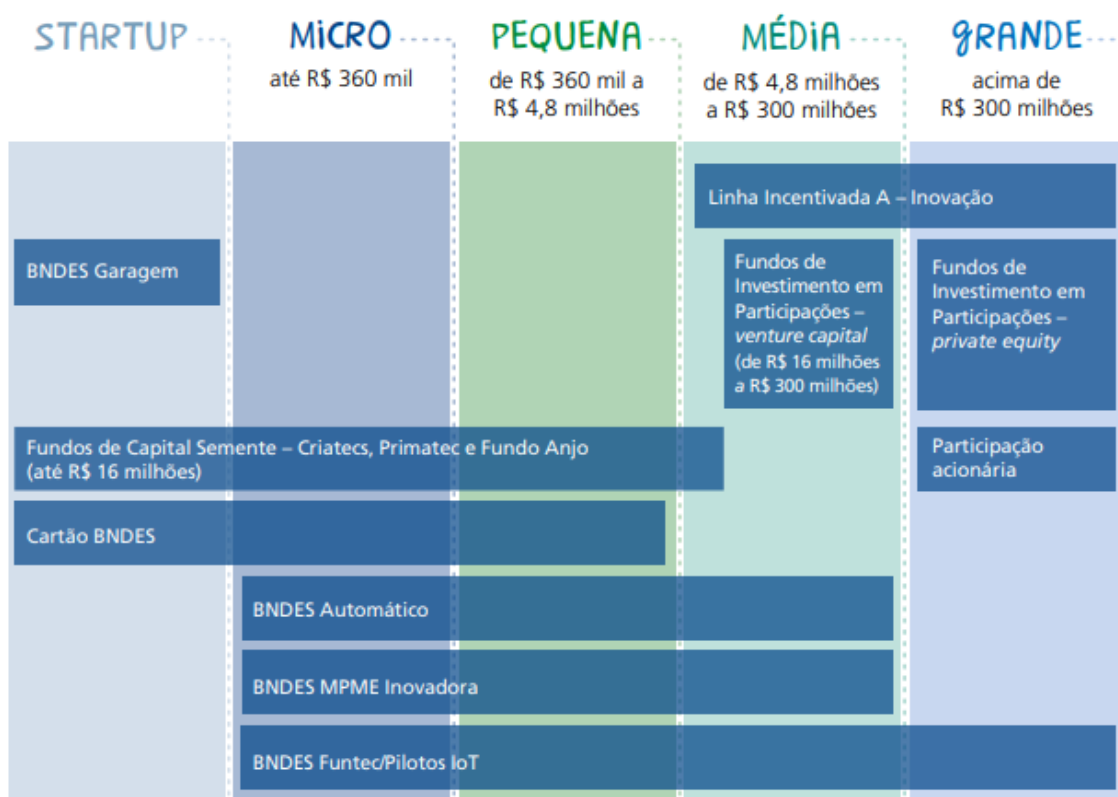 STARTUP
MiCRO
até R$ 360 mil
PEQUENA
de R$ 360 mil a
R$ 4,8 milhões
MÉDiA
de R$ 4,8 milhões
a R$ 300 milhões
gRANDE
acima de
R$ 300 milhões
Linha Incentivada A – Inovação
BNDES Garagem
Fundos de
Investimento em
Participações –
venture capital
(de R$ 16 milhões
a R$ 300 milhões)
Fundos de
Investimento em
Participações –
private equity
Fundos de Capital Semente – Criatecs, Primatec e Fundo Anjo
(até R$ 16 milhões)
Participação
acionária
Cartão BNDES
BNDES Automático
BNDES MPME Inovadora
BNDES Funtec/Pilotos IoT